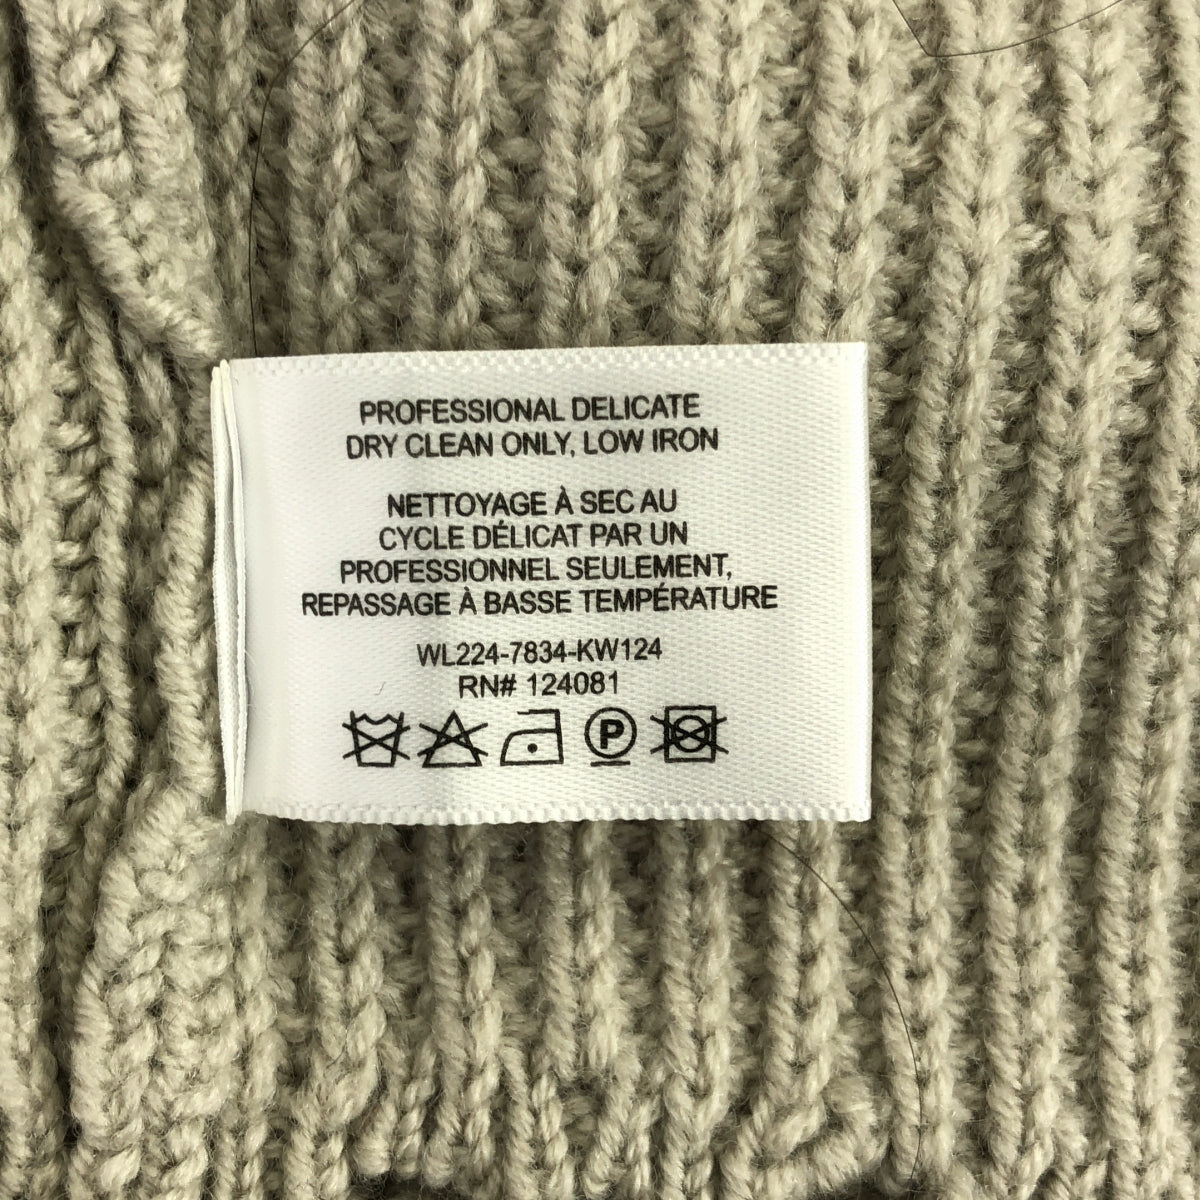 PROFESSIONAL DELICATE
DRY CLEAN ONLY, LOW IRON
NETTOYAGE À SEC AU
CYCLE DÉLICAT PAR UN
PROFESSIONNEL SEULEMENT,
REPASSAGE À BASSE TEMPÉRATURE
WL224-7834-KW124
RN# 124081
P